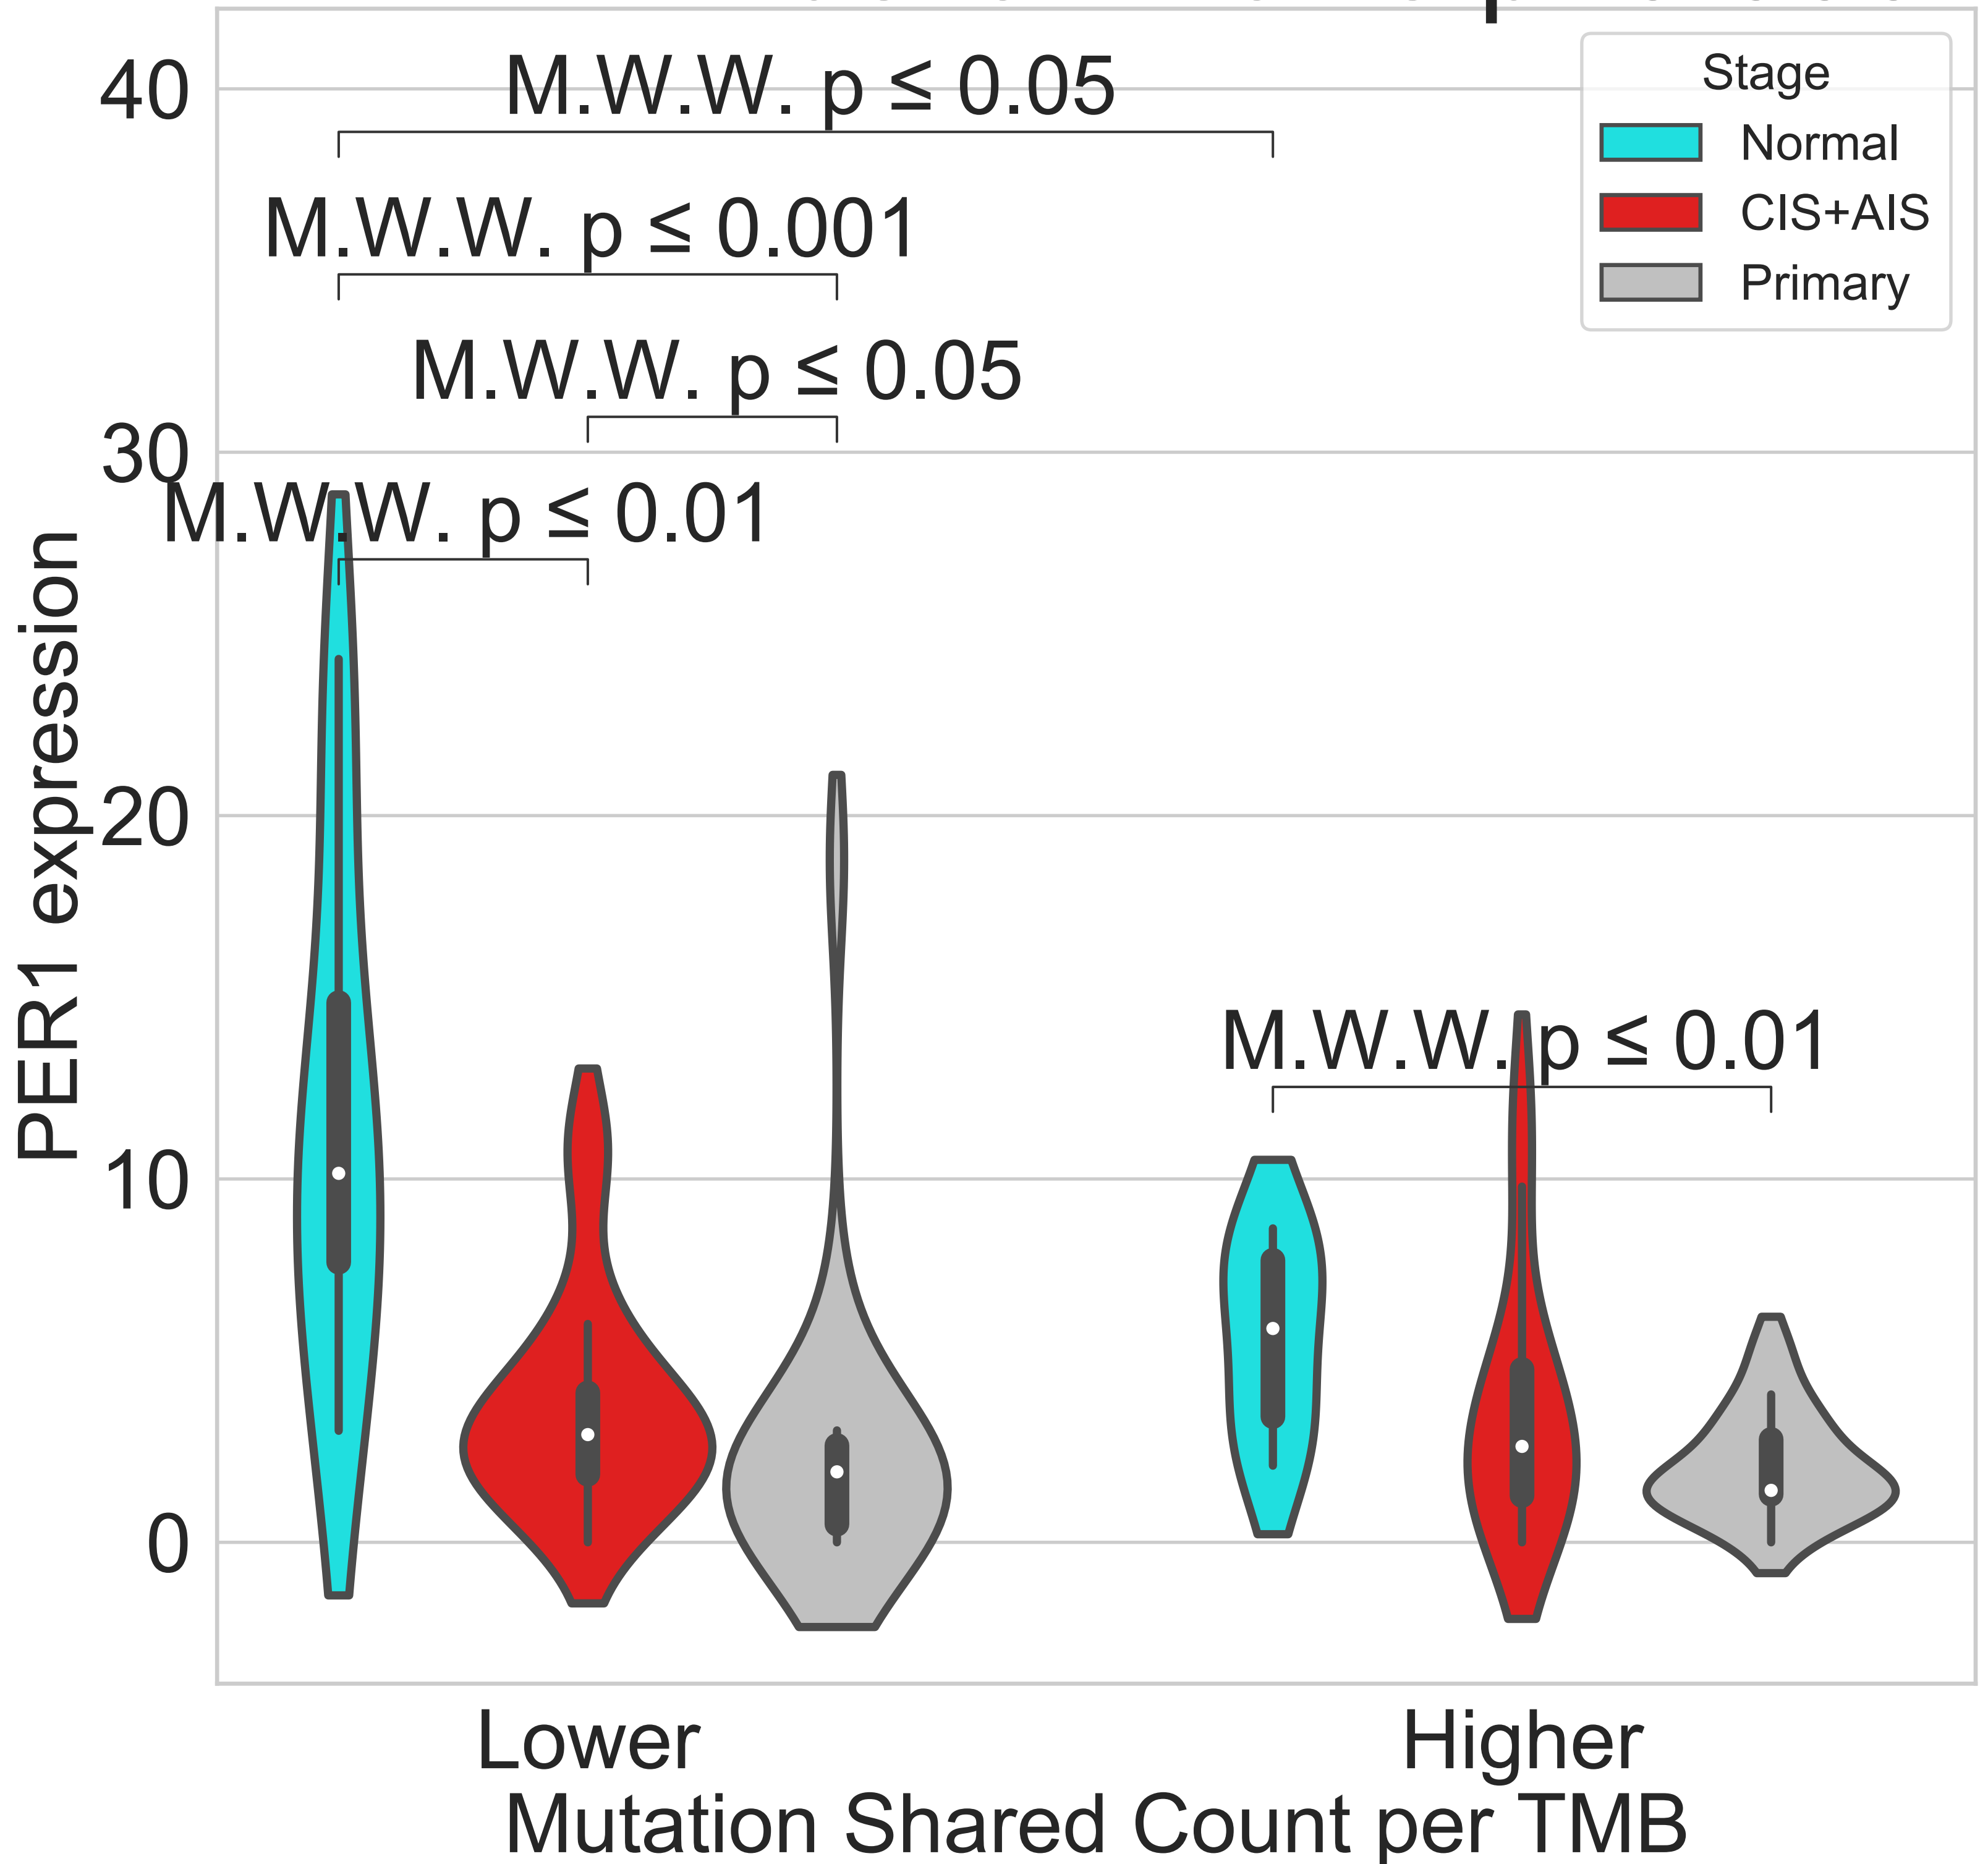 Stage
Normal
CIS+AIS
Primary
M.W.W. p ≤ 0.05
M.W.W. p ≤ 0.001
M.W.W. p ≤ 0.05
M.W.W. p ≤ 0.01
M.W.W. p ≤ 0.01
40
30
20
10
0
PER1 expression
Lower
Higher
Mutation Shared Count per TMB